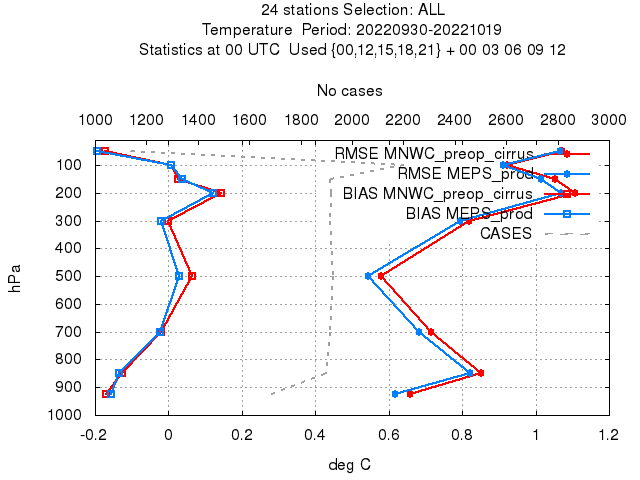 24 stations Selection: ALL
Temperature  Period: 20220930-20221019
Statistics at 00 UTC  Used {00,12,15,18,21} + 00 03 06 09 12
No cases
1000 1200 1400 1600 1800 2000 2200 2400 2600 2800 3000
RMSE MNWC_preop_cirrus
RMSE MEPS_prod
BIAS MNWC_preop_cirrus
BIAS MEPS_prod
CASES
hPa
100
200
300
400
500
600
700
800
900
1000
-0.2 0 0.2 0.4 0.6 0.8 1 1.2
deg C